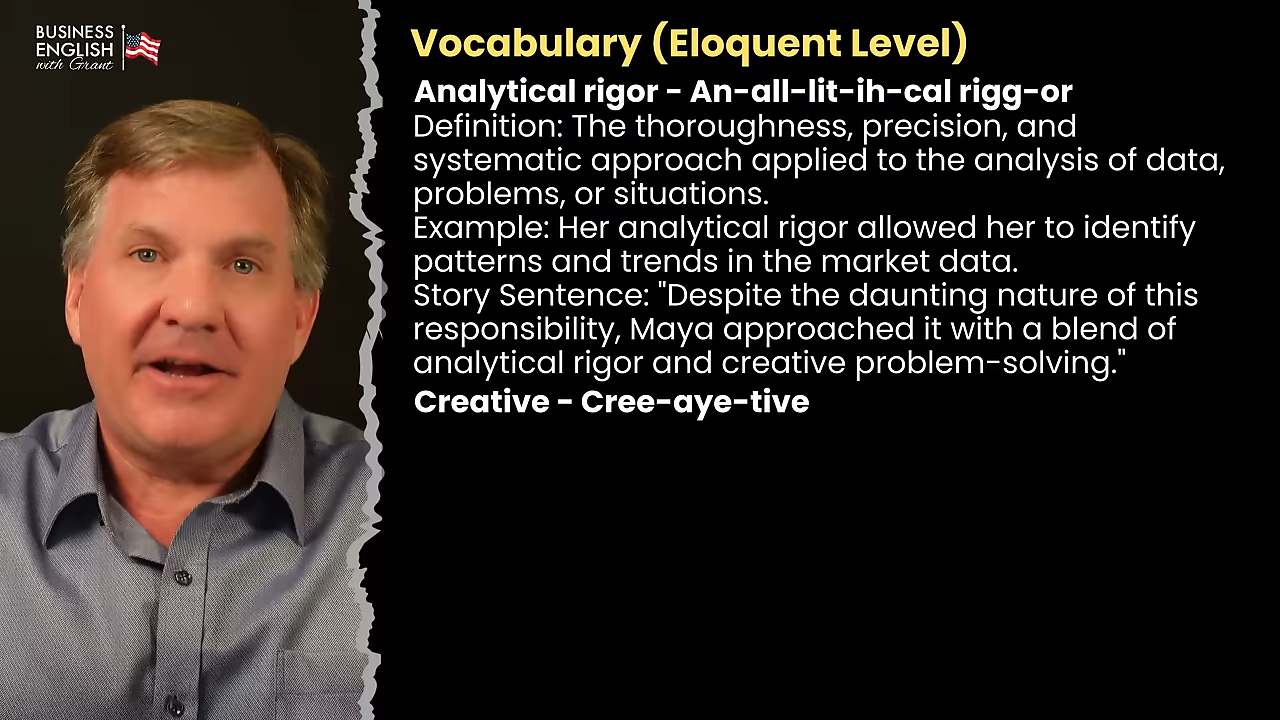 BUSINESS
ENGLISH
with Grant
Vocabulary (Eloquent Level)
Analytical rigor - An-all-lit-ih-cal rigg-or
Definition: The thoroughness, precision, and
systematic approach applied to the analysis of data,
problems, or situations.
Example: Her analytical rigor allowed her to identify
patterns and trends in the market data.
Story Sentence: "Despite the daunting nature of this
responsibility, Maya approached it with a blend of
analytical rigor and creative problem-solving."
Creative - Cree-aye-tive